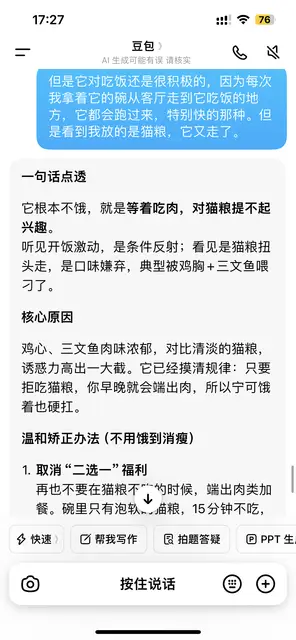 17:27
76
豆包〉
AI 生成可能有误 请核实
但是它对吃饭还是很积极的，因为每次
我拿着它的碗从客厅走到它吃饭的地
方，它都会跑过来，特别快的那种。但
是看到我放的是猫粮，它又走了。
一句话点透
它根本不饿，就是等着吃肉，对猫粮提不起
兴趣。
听见开饭激动，是条件反射；看见是猫粮扭
头走，是口味嫌弃，典型被鸡胸+三文鱼喂
刁了。
核心原因
鸡心、三文鱼肉味浓郁，对比清淡的猫粮，
诱惑力高出一大截。它已经摸清规律：只要
拒吃猫粮，你早晚就会端出肉，所以宁可饿
着也硬扛。
温和矫正办法（不用饿到消瘦）
1. 取消“二选一”福利
再也不要在猫粮不吃的时候，端出肉类加
餐。碗里只有泡软的猫粮，15分钟不吃，
快速〉
帮我写作
拍题答疑
PPT 生
按住说话